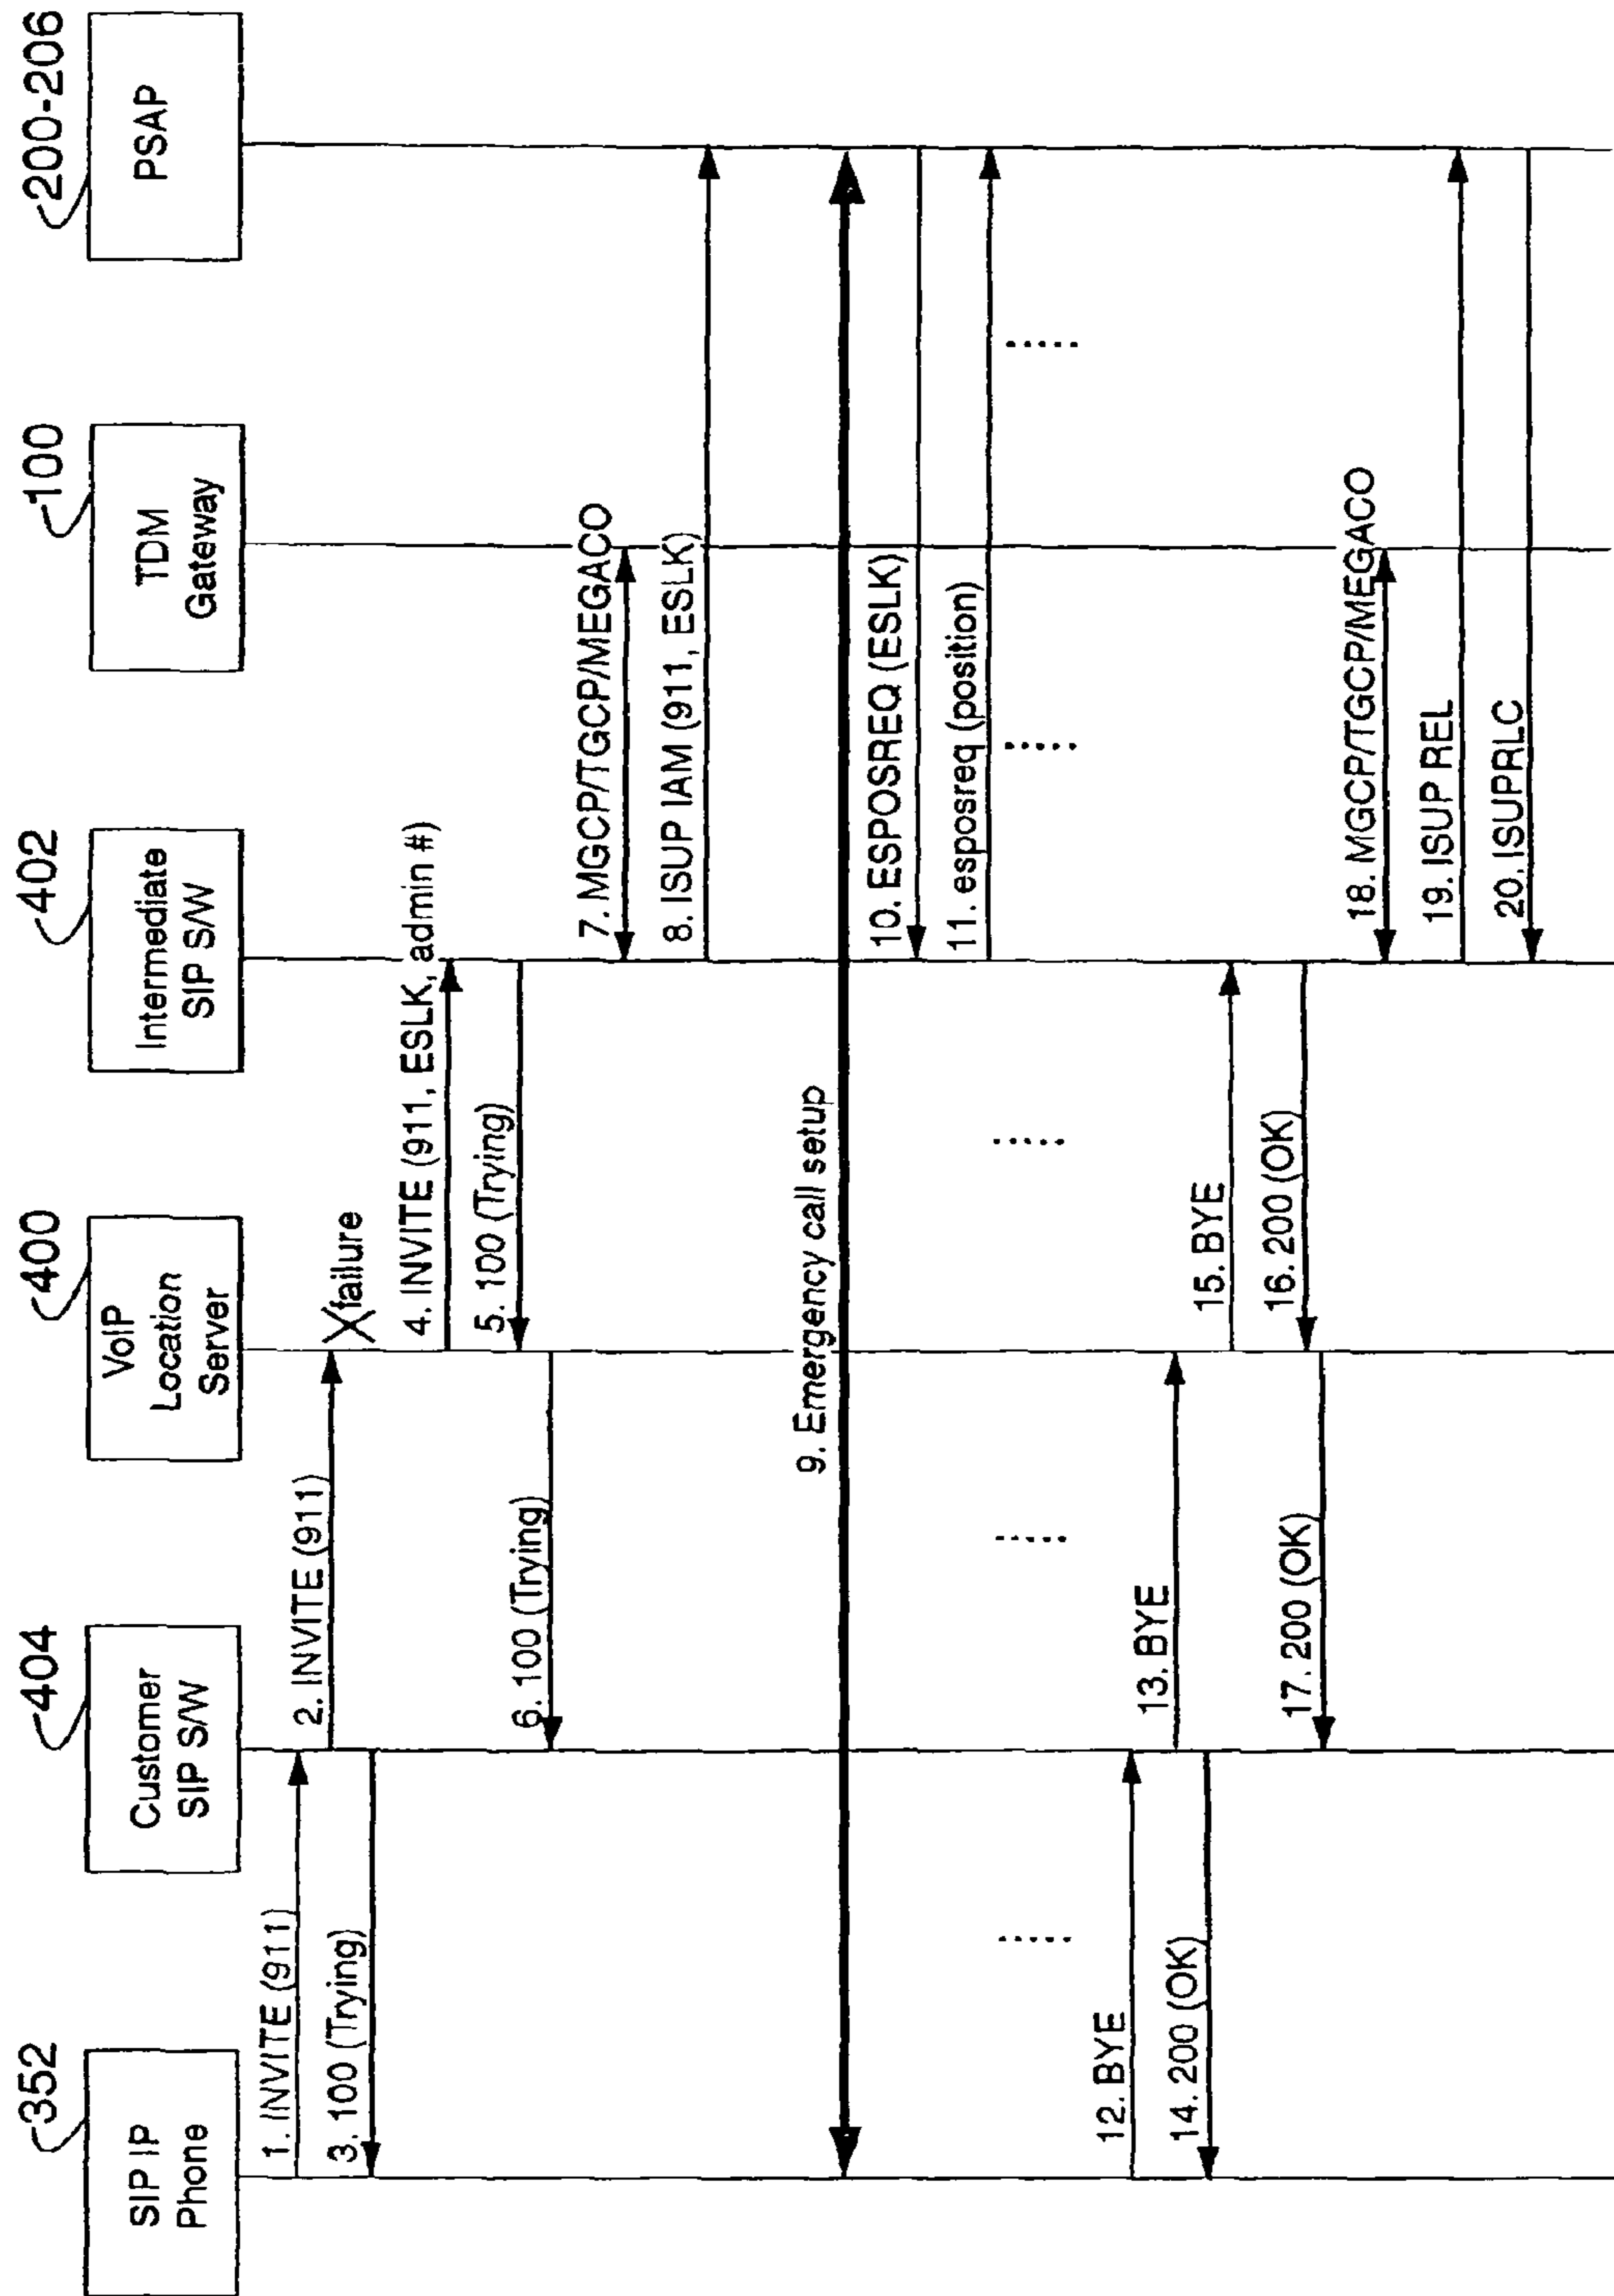 352
SIP IP
Phone
404
Customer
SIP S/W
400
VoIP
Location
Server
402
Intermediate
SIP S/W
100
TDM
Gateway
200-206
PSAP
1. INVITE (911)
2. INVITE (911)
X failure
3. 100 (Trying)
4. INVITE (911, ESLK, admin #)
5. 100 (Trying)
6. 100 (Trying)
7. MGCP/TGCP/MEGACO
8. ISUP IAM (911, ESLK)
9. Emergency call setup
10. ESPOSREQ (ESLK)
11. esposreq (position)
.....
.....
.....
.....
.....
12. BYE
13. BYE
14. 200 (OK)
15. BYE
16. 200 (OK)
17. 200 (OK)
18. MGCP/TGCP/MEGACO
19. ISUP REL
20. ISUPRLC